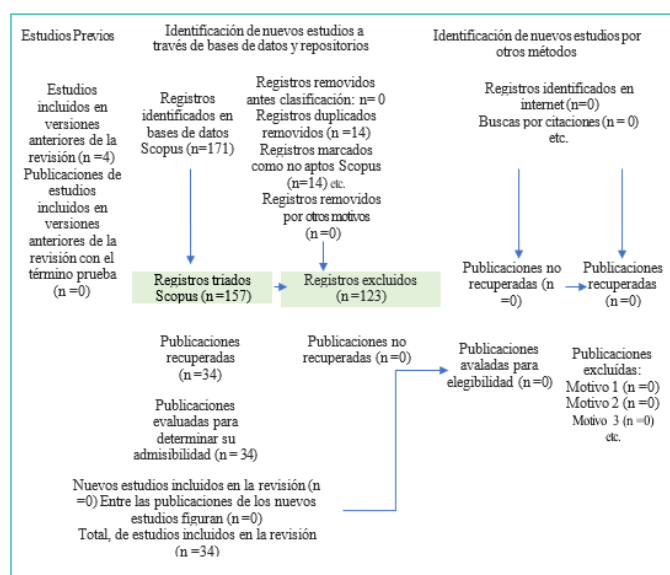 Estudios Previos
Identificación de nuevos estudios a
través de bases de datos y repositorios
Identificación de nuevos estudios por
otros métodos
Estudios
incluidos en
versiones
anteriores de la
revisión (n =4)
Publicaciones de
estudios
incluidos en
versiones
anteriores de la
revisión con el
término prueba
(n =0)
Registros
identificados en
bases de datos
Scopus (n=171)
Registros removidos
antes clasificación: n= 0
Registros duplicados
removidos (n =14)
Registros marcados
como no aptos Scopus
(n=14) etc.
Registros removidos
por otros motivos
(n =0)
Registros identificados en
internet (n=0)
Buscas por citaciones (n = 0)
etc.
Registros triados
Scopus (n=157)
Registros excluidos
(n =123)
Publicaciones no
recuperadas (n
=0)
Publicaciones
recuperadas
(n=0)
Publicaciones
recuperadas
(n =34)
Publicaciones no
recuperadas (n=0)
Publicaciones
avaladas para
elegibilidad (n=0)
Publicaciones
excluídas:
Motivo 1 (n =0)
Motivo 2 (n =0)
Motivo 3 (n =0)
etc.
Publicaciones
evaluadas para
determinar su
admisibilidad (n = 34)
Nuevos estudios incluidos en la revisión (n
=0) Entre las publicaciones de los nuevos
estudios figuran (n=0)
Total, de estudios incluidos en la revisión
(n =34)